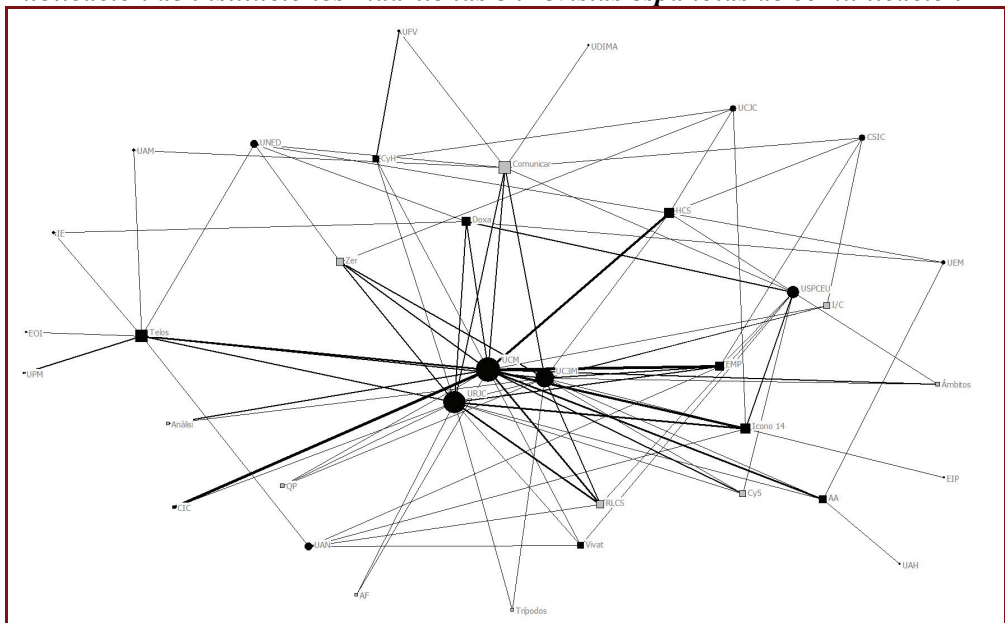 UFV
UDIMA
UCJC
CSIC
UNED
UAM
CyH
Comunicar
HCS
Doxa
IE
Zer
UEM
USPCEU
I/C
EOI
Telos
UCM
EMP
UPM
UC3M
Ámbitos
URJC
Anàlisi
Icono 14
EIP
QP
CyS
AA
CIC
RLCS
UAN
Vivat
UAH
AF
Trípodos